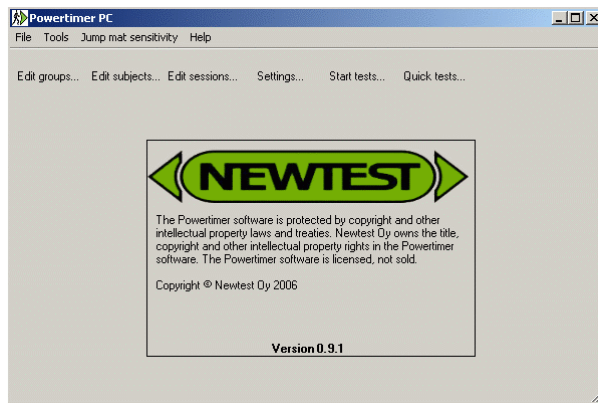 Powertimer PC
File Tools Jump mat sensitivity Help
Edit groups... Edit subjects... Edit sessions... Settings... Start tests... Quick tests...
NEWTEST
The Powertimer software is protected by copyright and other
intellectual property laws and treaties. Newtest Oy owns the title,
copyright and other intellectual property rights in the Powertimer
software. The Powertimer software is licensed, not sold.
Copyright © Newtest Oy 2006
Version 0.9.1